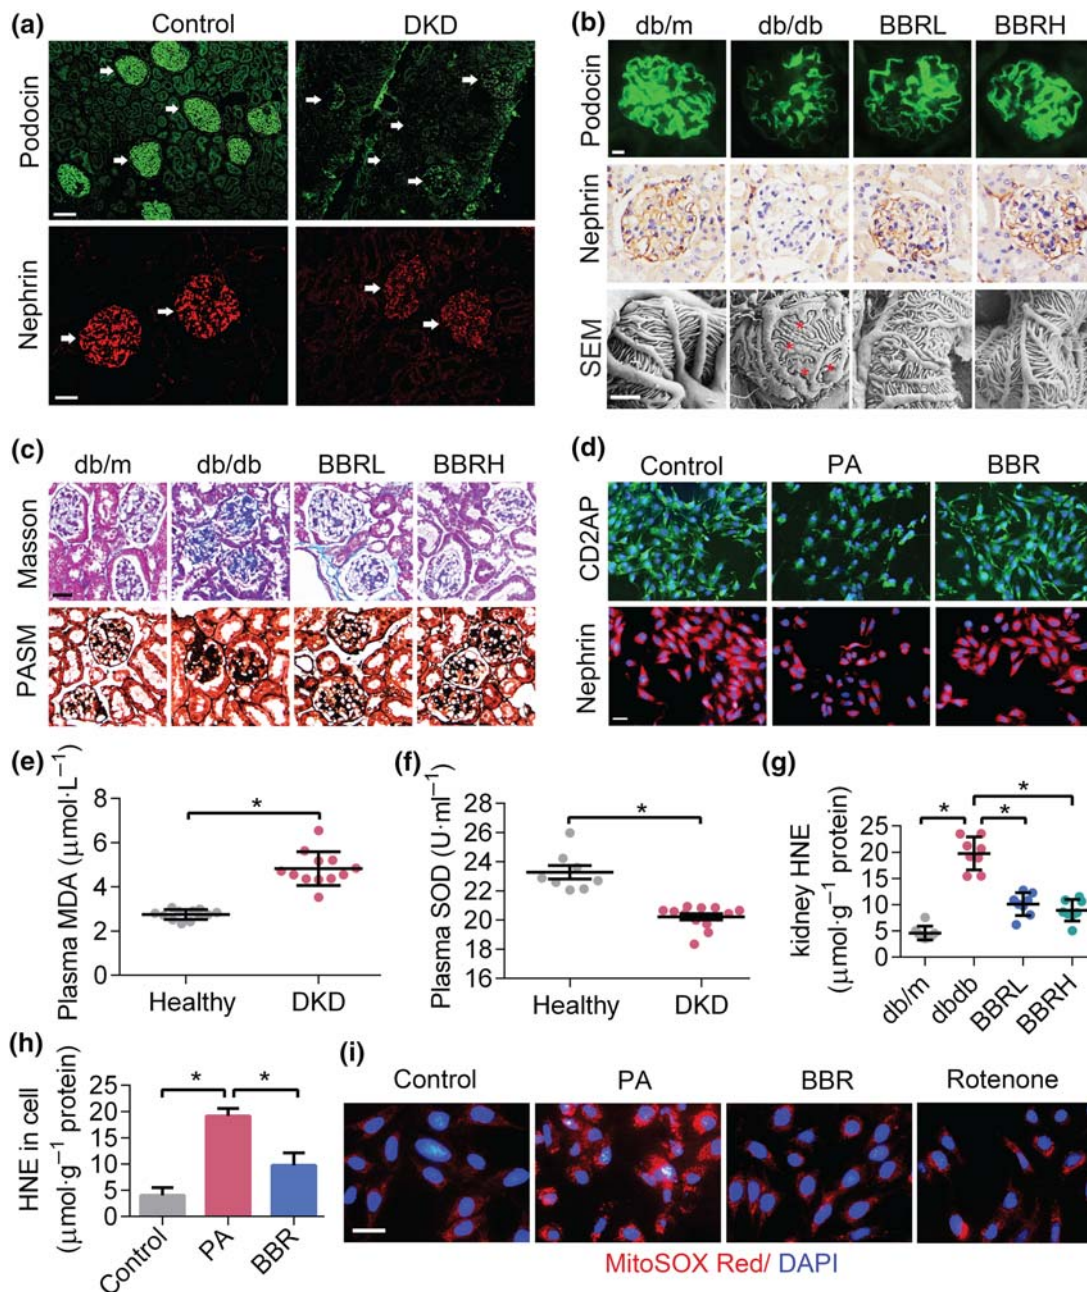 (a)
Control
DKD
Podocin
Nephrin
(b)
db/m
db/db
BBRL
BBRH
Podocin
Nephrin
SEM
*
*
*
*
(c)
db/m
db/db
BBRL
BBRH
Masson
PASM
(d)
Control
PA
BBR
CD2AP
Nephrin
(e)
Plasma MDA (μmol·L⁻¹)
8
6
4
2
0
*
Healthy
DKD
(f)
Plasma SOD (U·ml⁻¹)
28
26
24
22
20
18
16
*
Healthy
DKD
(g)
kidney HNE
(μmol·g⁻¹ protein)
25
20
15
10
5
0
*
*
*
db/m
dbdb
BBRL
BBRH
(h)
HNE in cell
(μmol·g⁻¹ protein)
25
20
15
10
5
0
*
*
Control
PA
BBR
(i)
Control
PA
BBR
Rotenone
MitoSOX Red/ DAPI